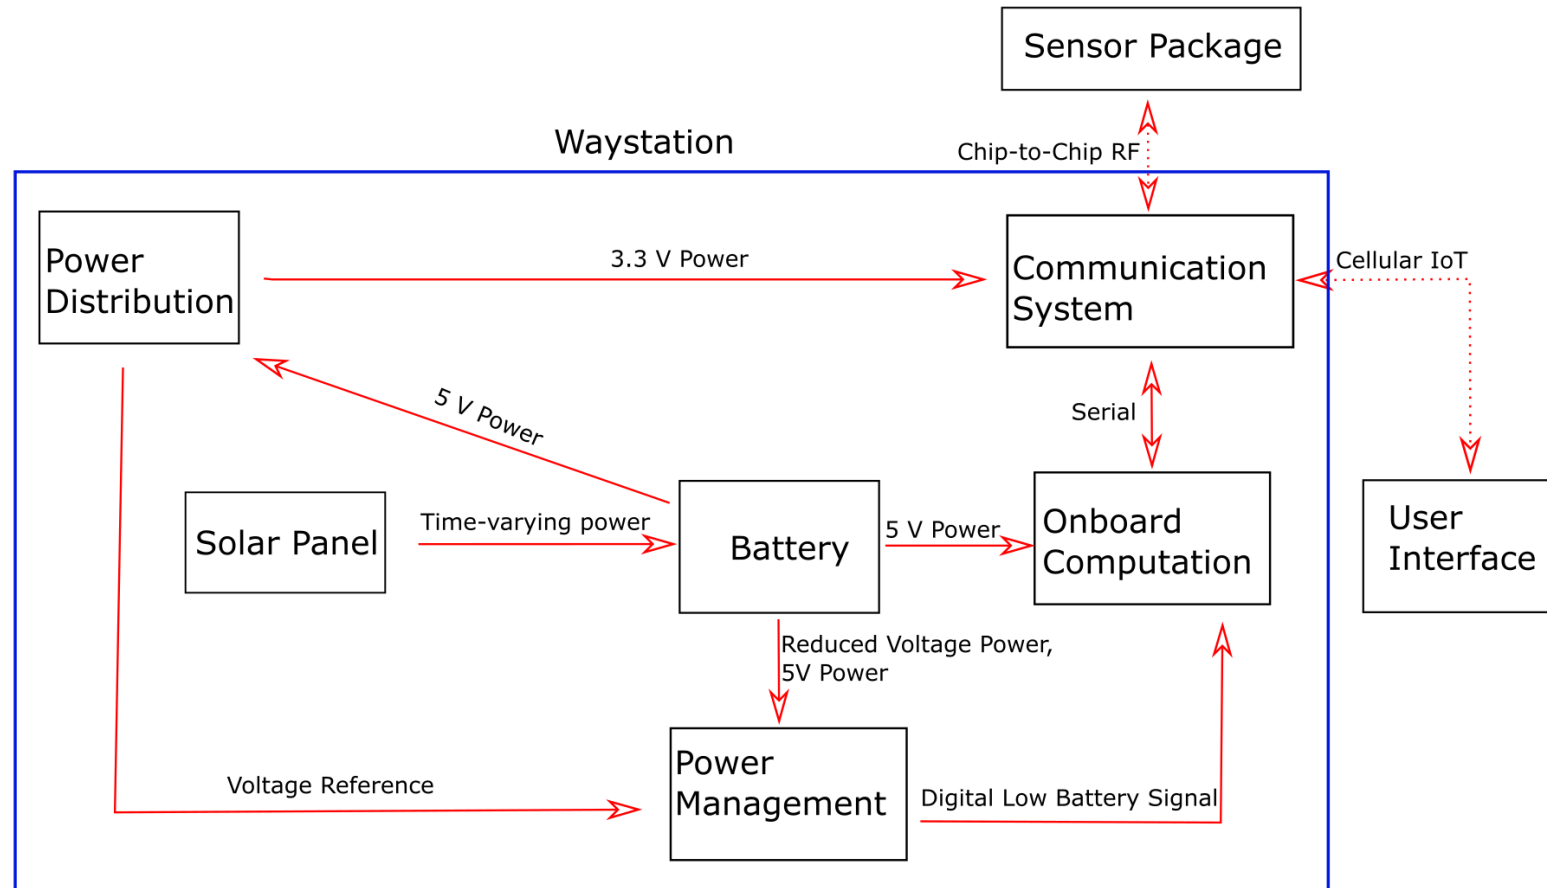 Sensor Package
Waystation
Chip-to-Chip RF
Power
Distribution
3.3 V Power
Communication
System
Cellular IoT
5 V Power
Serial
Solar Panel
Time-varying power
Battery
5 V Power
Onboard
Computation
User
Interface
Reduced Voltage Power,
5V Power
Power
Management
Voltage Reference
Digital Low Battery Signal